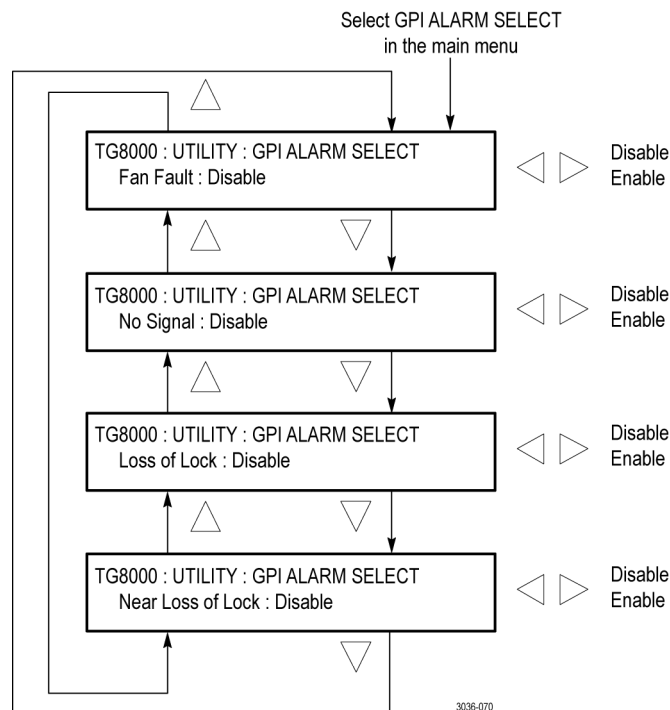 Select GPI ALARM SELECT
in the main menu
TG8000 : UTILITY : GPI ALARM SELECT
Fan Fault : Disable
Disable
Enable
TG8000 : UTILITY : GPI ALARM SELECT
No Signal : Disable
Disable
Enable
TG8000 : UTILITY : GPI ALARM SELECT
Loss of Lock : Disable
Disable
Enable
TG8000 : UTILITY : GPI ALARM SELECT
Near Loss of Lock : Disable
Disable
Enable
3036-070